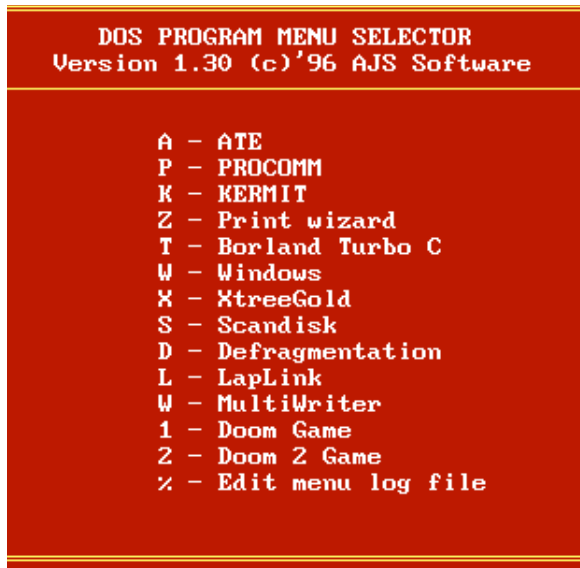 DOS PROGRAM MENU SELECTOR
Version 1.30 (c)'96 AJS Software
A - ATE
P - PROCOMM
K - KERMIT
Z - Print wizard
T - Borland Turbo C
W - Windows
X - XtreeGold
S - Scandisk
D - Defragmentation
L - LapLink
W - MultiWriter
1 - Doom Game
2 - Doom 2 Game
% - Edit menu log file